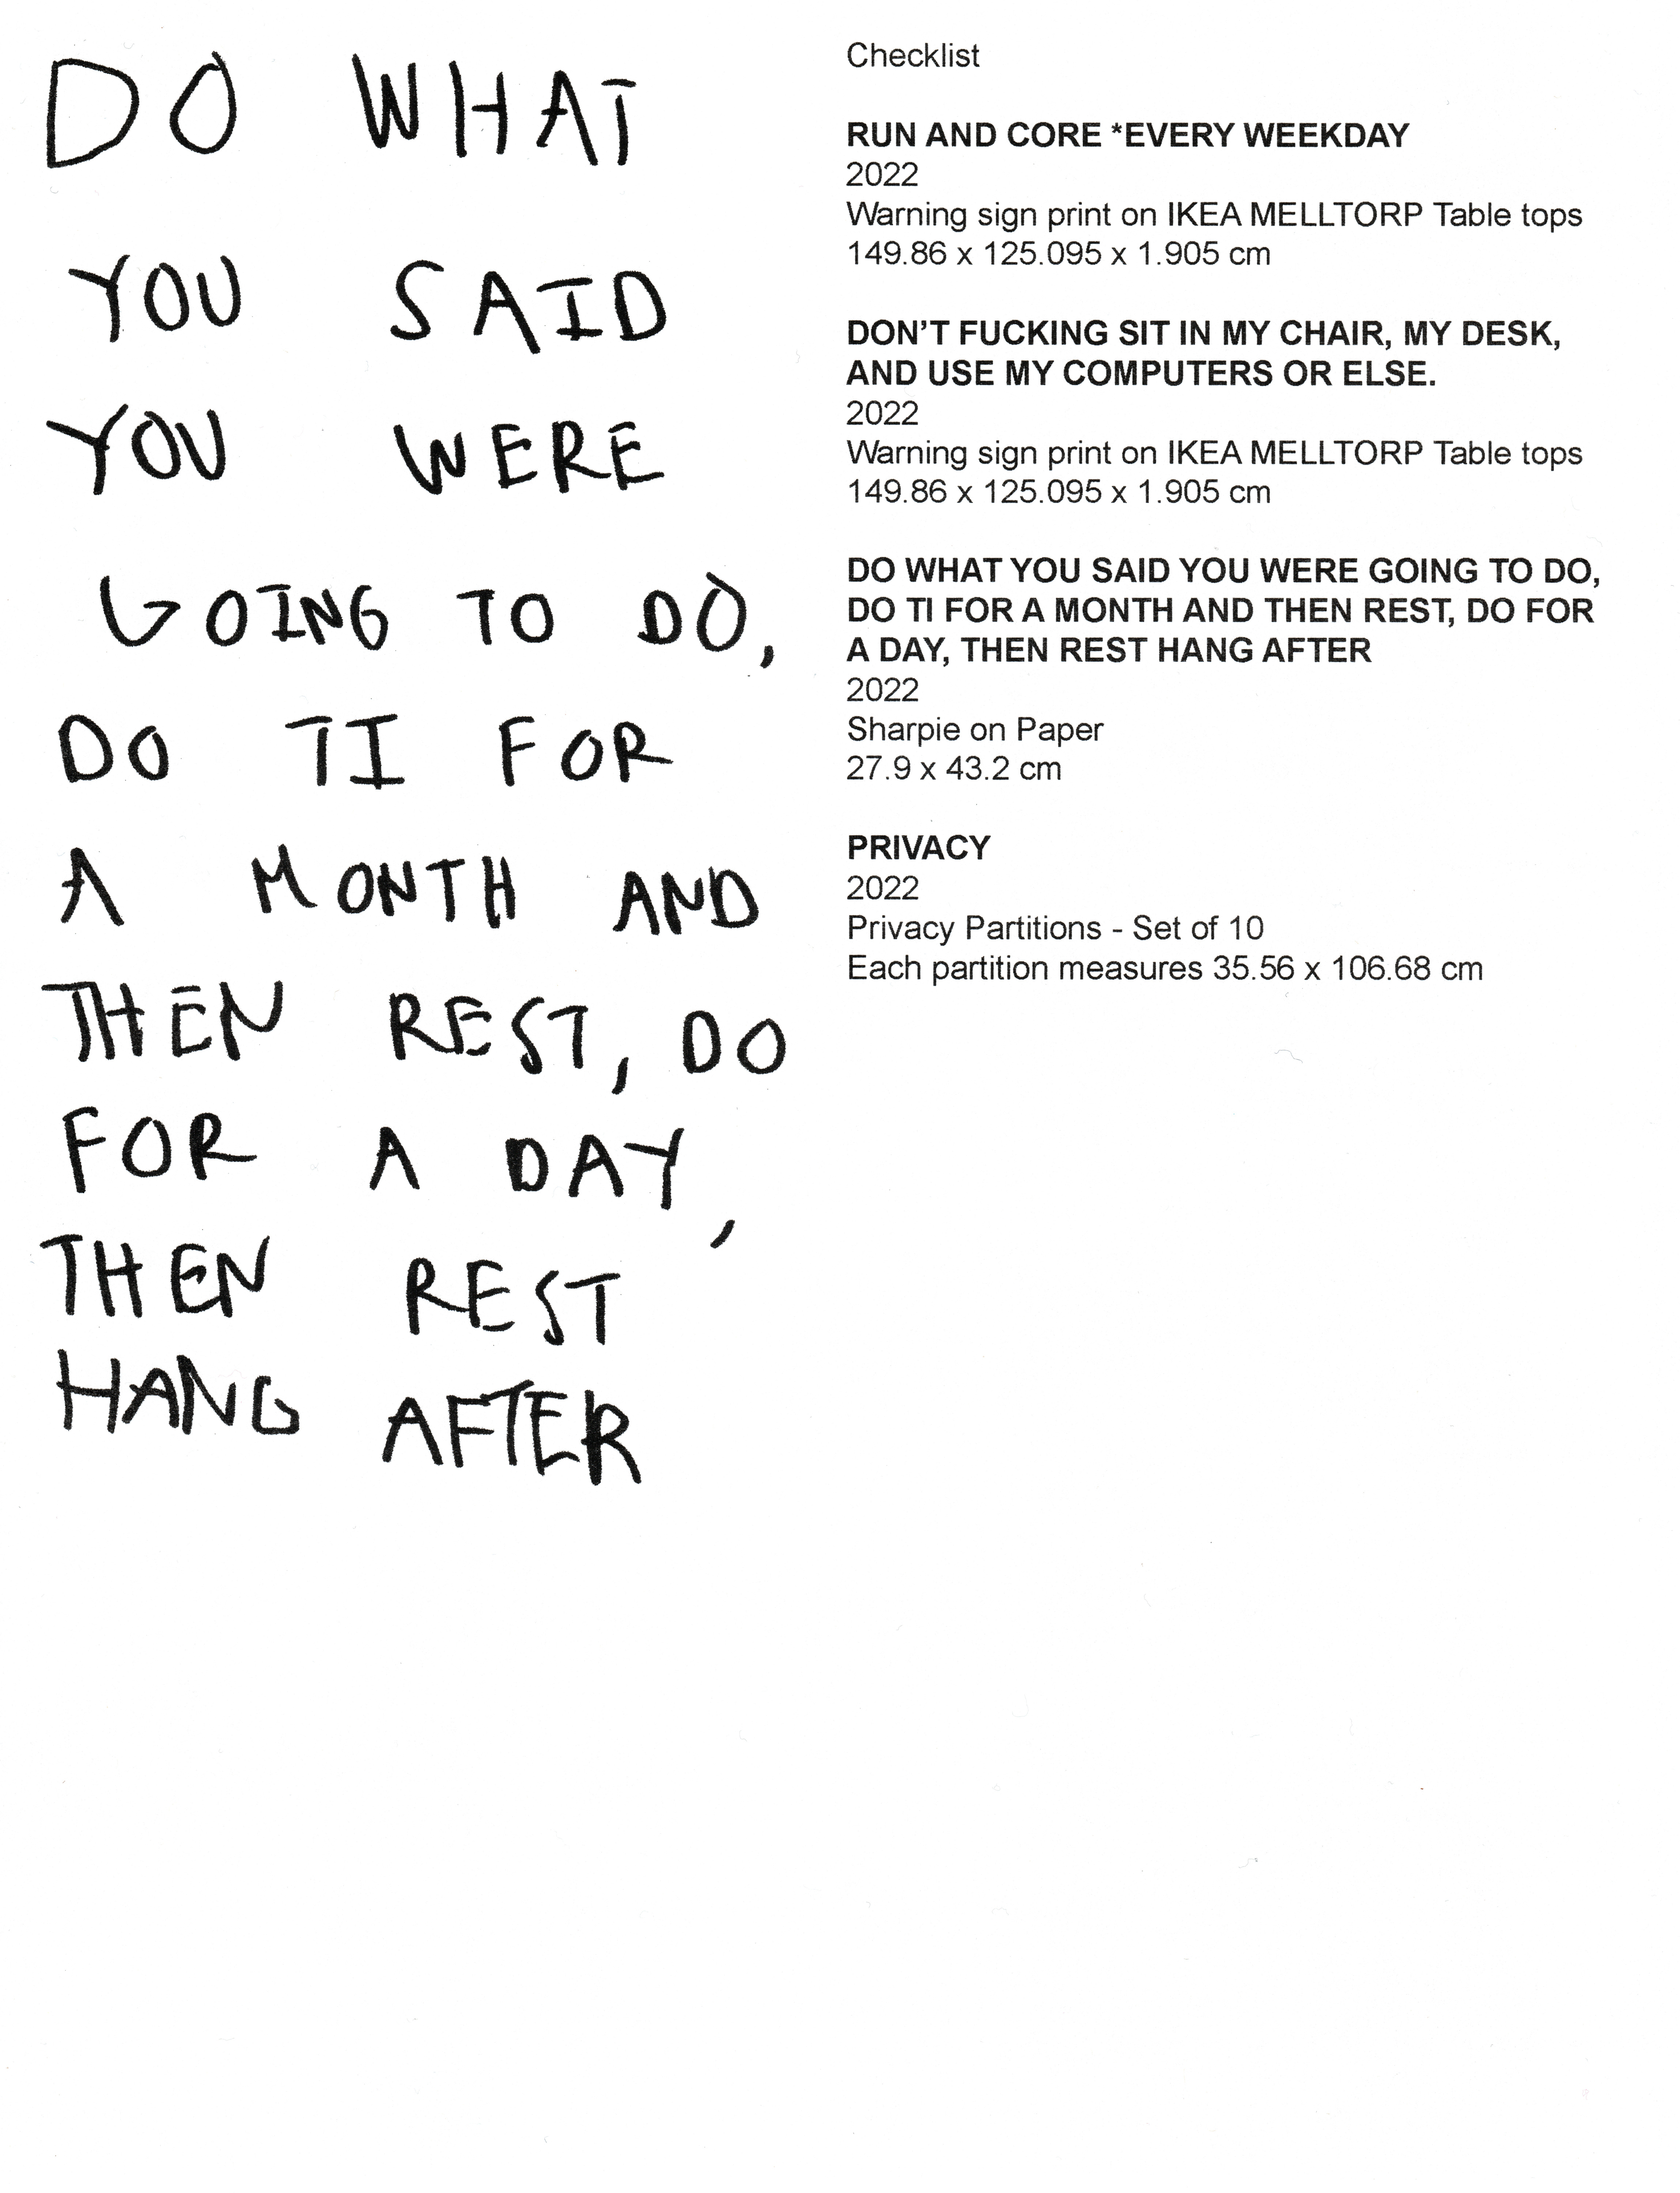 DO WHAT
YOU SAID
YOU WERE
GOING TO DO,
DO TI FOR
A MONTH AND
THEN REST, DO
FOR A DAY,
THEN REST
HANG AFTER
Checklist
RUN AND CORE *EVERY WEEKDAY
2022
Warning sign print on IKEA MELLTORP Table tops
149.86 x 125.095 x 1.905 cm
DON'T FUCKING SIT IN MY CHAIR, MY DESK,
AND USE MY COMPUTERS OR ELSE.
2022
Warning sign print on IKEA MELLTORP Table tops
149.86 x 125.095 x 1.905 cm
DO WHAT YOU SAID YOU WERE GOING TO DO,
DO TI FOR A MONTH AND THEN REST, DO FOR
A DAY, THEN REST HANG AFTER
2022
Sharpie on Paper
27.9 x 43.2 cm
PRIVACY
2022
Privacy Partitions - Set of 10
Each partition measures 35.56 x 106.68 cm